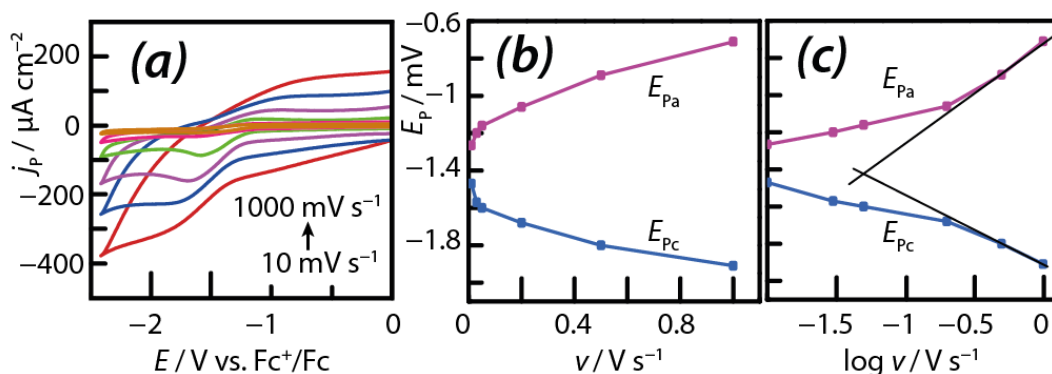 (a)
200
0
−200
−400
j_P / μA cm⁻²
1000 mV s⁻¹
10 mV s⁻¹
−2
−1
0
E / V vs. Fc⁺/Fc
(b)
−0.6
−1
−1.4
−1.8
E_P / mV
E_Pa
E_Pc
0
0.4
0.8
v / V s⁻¹
(c)
E_Pa
E_Pc
−1.5
−1.0
−0.5
0
log v / V s⁻¹